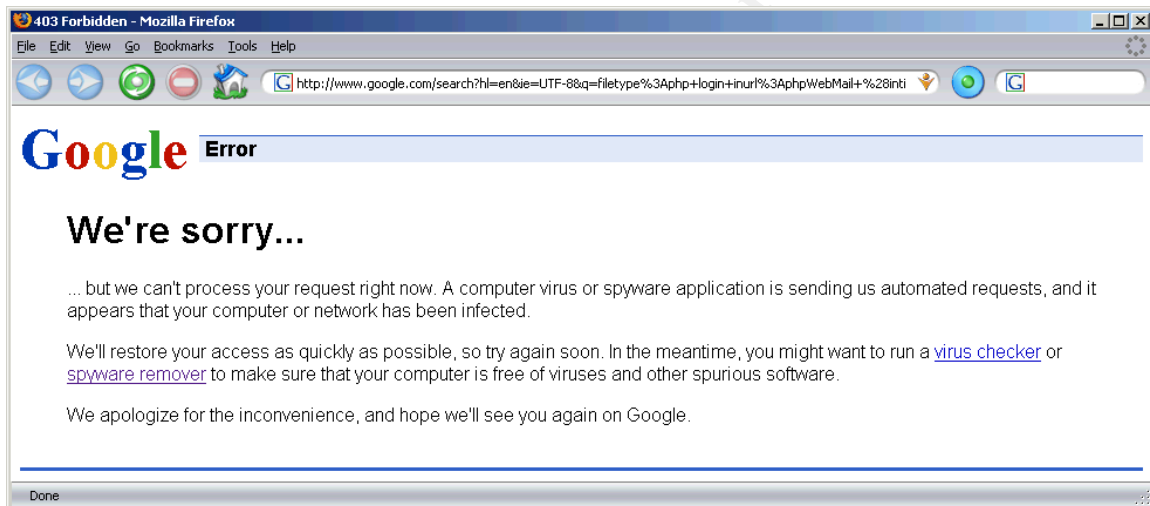 403 Forbidden - Mozilla Firefox
File Edit View Go Bookmarks Tools Help
G http://www.google.com/search?hl=en&ie=UTF-8&q=filetype%3Aphp+login+inurl%3AphpWebMail+%28inti G
Google Error
We're sorry...
... but we can't process your request right now. A computer virus or spyware application is sending us automated requests, and it
appears that your computer or network has been infected.
We'll restore your access as quickly as possible, so try again soon. In the meantime, you might want to run a virus checker or
spyware remover to make sure that your computer is free of viruses and other spurious software.
We apologize for the inconvenience, and hope we'll see you again on Google.
Done